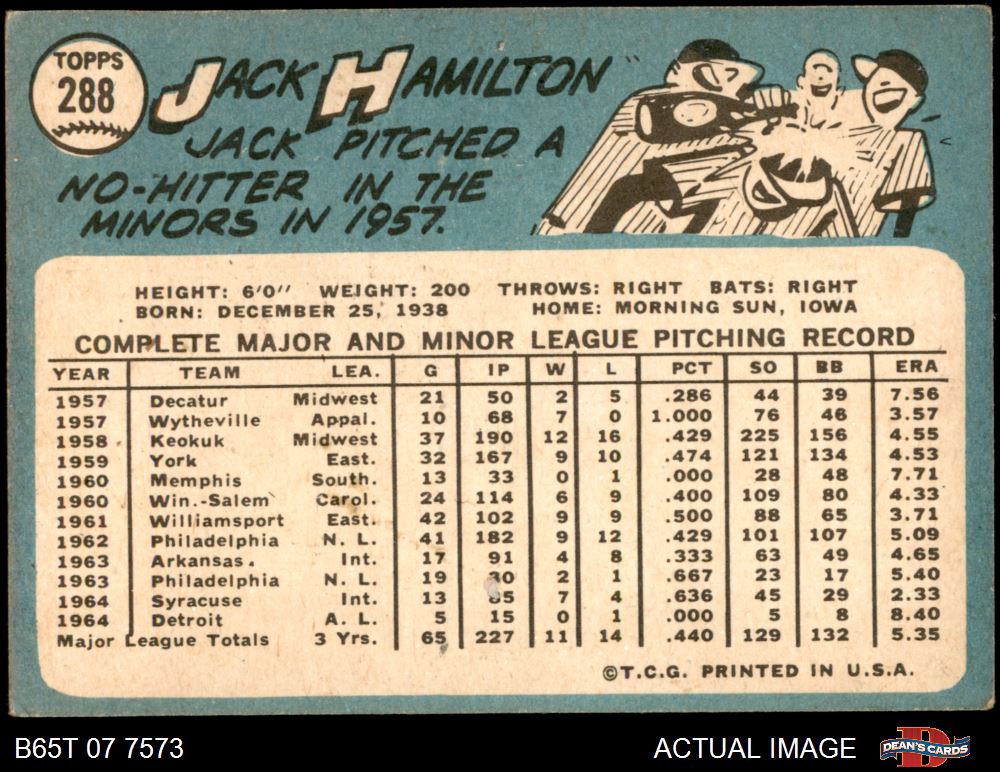 TOPPS
288
JACK HAMILTON
JACK PITCHED A
NO-HITTER IN THE
MINORS IN 1957.
HEIGHT: 6'0" WEIGHT: 200 THROWS: RIGHT BATS: RIGHT
BORN: DECEMBER 25, 1938 HOME: MORNING SUN, IOWA
COMPLETE MAJOR AND MINOR LEAGUE PITCHING RECORD
YEAR TEAM LEA. G IP W L PCT SO BB ERA
1957 Decatur Midwest 21 50 2 5 .286 44 39 7.56
1957 Wytheville Appal. 10 68 7 0 1.000 76 46 3.57
1958 Keokuk Midwest 37 190 12 16 .429 225 156 4.55
1959 York East. 32 167 9 10 .474 121 134 4.53
1960 Memphis South. 13 33 0 1 .000 28 48 7.71
1960 Win.-Salem Carol. 24 114 6 9 .400 109 80 4.33
1961 Williamsport East. 42 102 9 9 .500 88 65 3.71
1962 Philadelphia N. L. 41 182 9 12 .429 101 107 5.09
1963 Arkansas. Int. 17 91 4 8 .333 63 49 4.65
1963 Philadelphia N. L. 19 30 2 1 .667 23 17 5.40
1964 Syracuse Int. 13 85 7 4 .636 45 29 2.33
1964 Detroit A. L. 5 15 0 1 .000 5 8 8.40
Major League Totals 3 Yrs. 65 227 11 14 .440 129 132 5.35
©T.C.G. PRINTED IN U.S.A.
B65T 07 7573 ACTUAL IMAGE DEAN'S CARDS